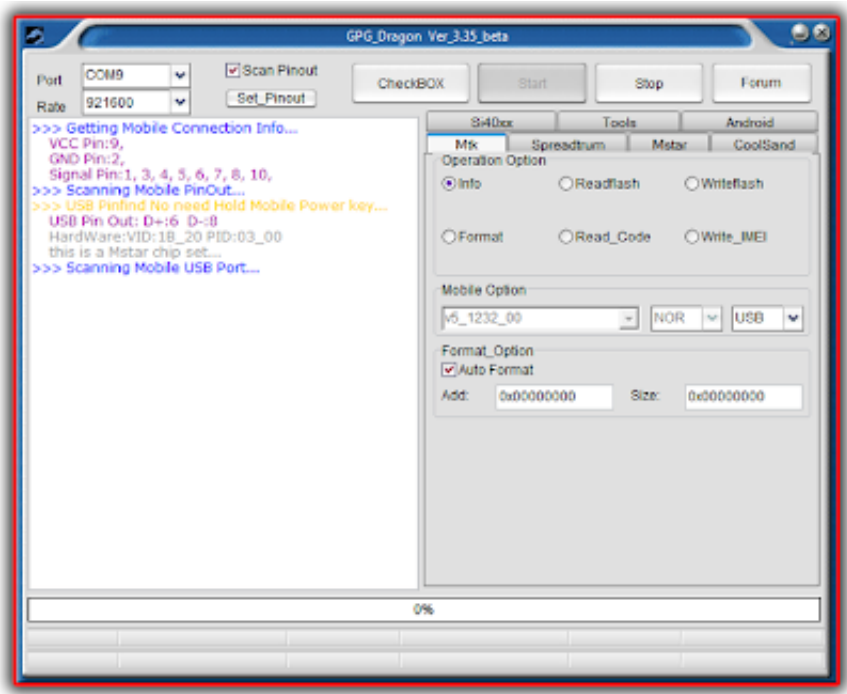 GPG_Dragon Ver_3.35_beta
Port COM9 Scan Pinout
Rate 921600 Set_Pinout
CheckBOX Start Stop Forum
>>> Getting Mobile Connection Info...
VCC Pin:9,
GND Pin:2,
Signal Pin:1, 3, 4, 5, 6, 7, 8, 10,
>>> Scanning Mobile PinOut...
>>> USB Pinfind No need Hold Mobile Power key...
USB Pin Out: D+:6 D-:8
HardWare:VID:1B_20 PID:03_00
this is a Mstar chip set...
>>> Scanning Mobile USB Port...
Si40xx Tools Android
Mtk Spreadtrum Mstar CoolSand
Operation Option
Info Readflash Writeflash
Format Read_Code Write_IMEI
Mobile Option
v5_1232_00 NOR USB
Format_Option
Auto Format
Add: 0x00000000 Size: 0x00000000
0%